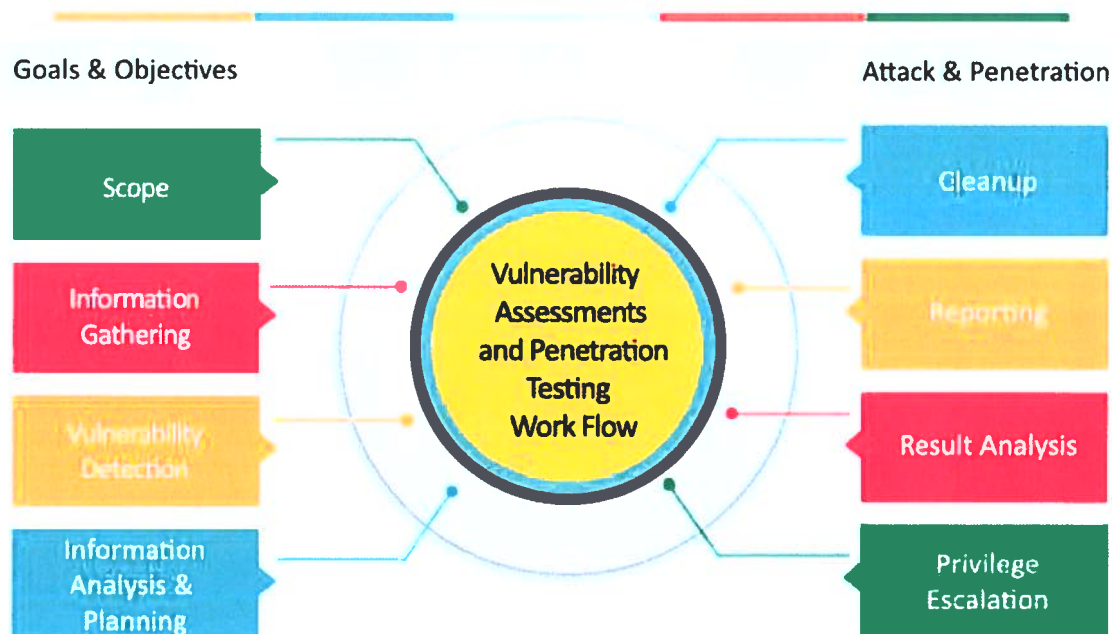 Goals & Objectives
Scope
Information
Gathering
Vulnerability
Detection
Information
Analysis &
Planning
Vulnerability
Assessments
and Penetration
Testing
Work Flow
Attack & Penetration
Cleanup
Reporting
Result Analysis
Privilege
Escalation